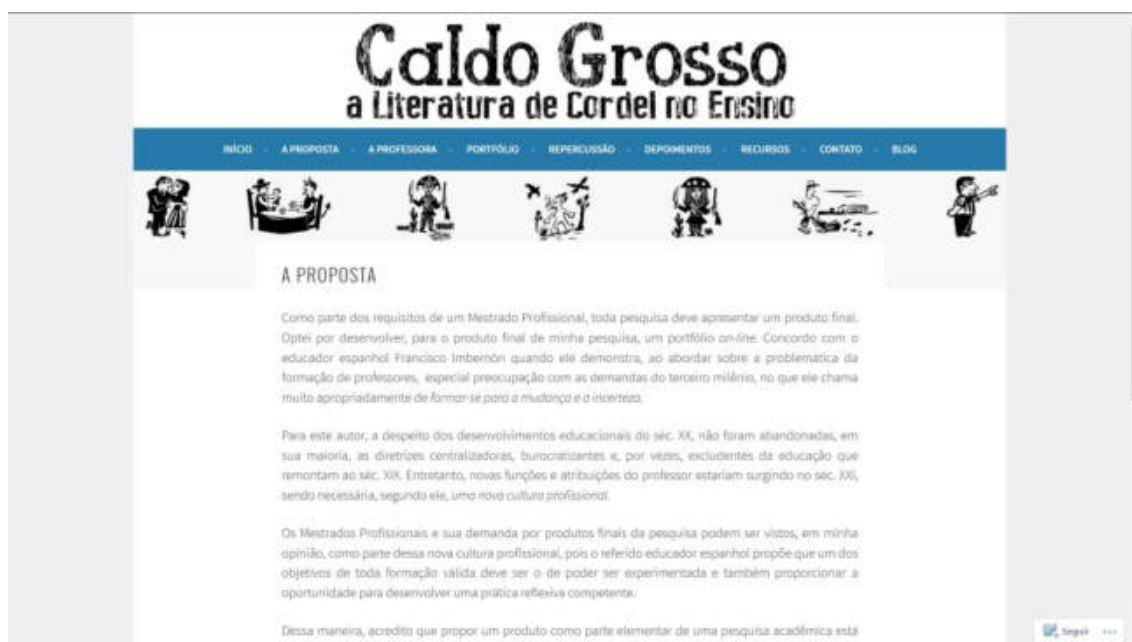 Caldo Grosso
a Literatura de Cordel no Ensino
INÍCIO A PROPOSTA A PROFESSORA PORTFÓLIO REPERCUSSÃO DEPOIMENTOS RECURSOS CONTATO BLOG
A PROPOSTA
Como parte dos requisitos de um Mestrado Profissional, toda pesquisa deve apresentar um produto final.
Optei por desenvolver, para o produto final de minha pesquisa, um portfólio on-line. Concordo com o
educador espanhol Francisco Imbernón quando ele demonstra, ao abordar sobre a problemática da
formação de professores, especial preocupação com as demandas do terceiro milênio, no que ele chama
muito apropriadamente de formar-se para a mudança e a incerteza.
Para este autor, a despeito dos desenvolvimentos educacionais do séc. XX, não foram abandonadas, em
sua maioria, as diretrizes centralizadoras, burocratizantes e, por vezes, excludentes da educação que
remontam ao séc. XIX. Entretanto, novas funções e atribuições do professor estariam surgindo no séc. XXI,
sendo necessária, segundo ele, uma nova cultura profissional.
Os Mestrados Profissionais e sua demanda por produtos finais da pesquisa podem ser vistos, em minha
opinião, como parte dessa nova cultura profissional, pois o referido educador espanhol propõe que um dos
objetivos de toda formação válida deve ser o de poder ser experimentada e também proporcionar a
oportunidade para desenvolver uma prática reflexiva competente.
Dessa maneira, acredito que propor um produto como parte elementar de uma pesquisa acadêmica está
Seguir